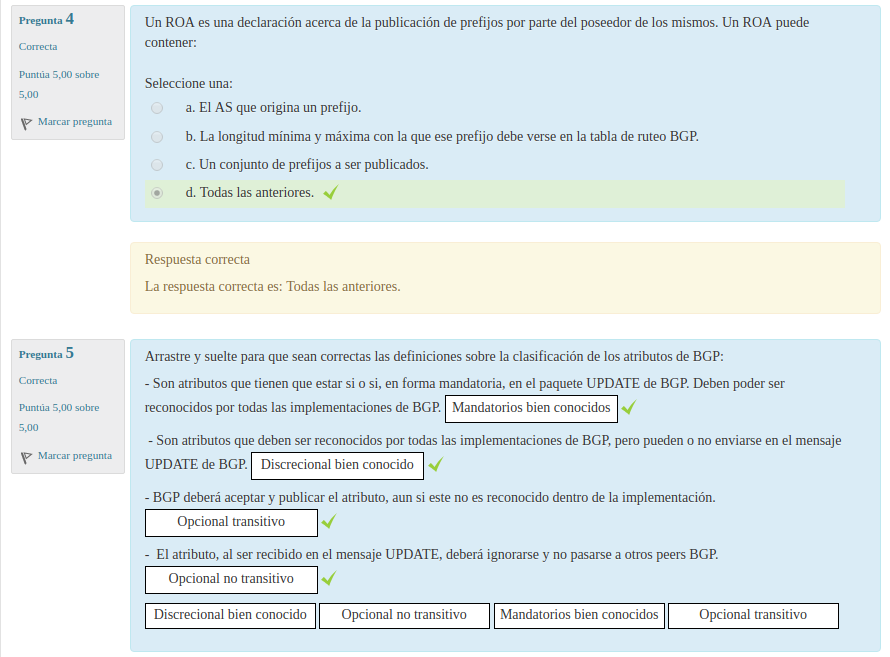 Pregunta 4
Correcta
Puntúa 5,00 sobre
5,00
Marcar pregunta
Un ROA es una declaración acerca de la publicación de prefijos por parte del poseedor de los mismos. Un ROA puede
contener:
Seleccione una:
a. El AS que origina un prefijo.
b. La longitud mínima y máxima con la que ese prefijo debe verse en la tabla de ruteo BGP.
c. Un conjunto de prefijos a ser publicados.
d. Todas las anteriores.
Respuesta correcta
La respuesta correcta es: Todas las anteriores.
Pregunta 5
Correcta
Puntúa 5,00 sobre
5,00
Marcar pregunta
Arrastre y suelte para que sean correctas las definiciones sobre la clasificación de los atributos de BGP:
- Son atributos que tienen que estar si o si, en forma mandatoria, en el paquete UPDATE de BGP. Deben poder ser
reconocidos por todas las implementaciones de BGP. Mandatorios bien conocidos
- Son atributos que deben ser reconocidos por todas las implementaciones de BGP, pero pueden o no enviarse en el mensaje
UPDATE de BGP. Discrecional bien conocido
- BGP deberá aceptar y publicar el atributo, aun si este no es reconocido dentro de la implementación.
Opcional transitivo
- El atributo, al ser recibido en el mensaje UPDATE, deberá ignorarse y no pasarse a otros peers BGP.
Opcional no transitivo
Discrecional bien conocido Opcional no transitivo Mandatorios bien conocidos Opcional transitivo